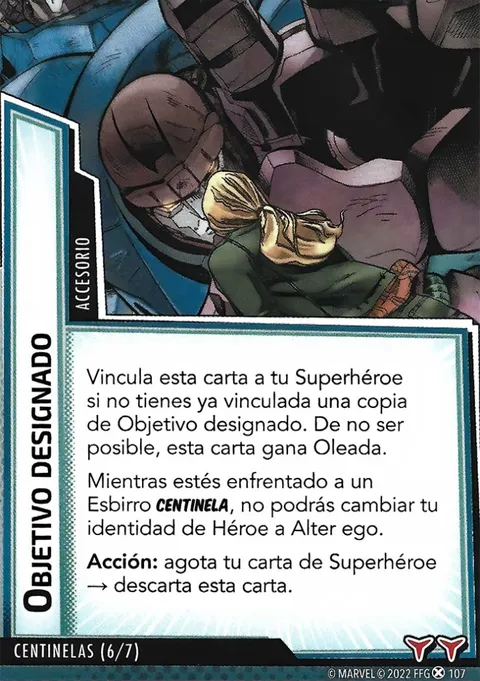 ACCESORIO
OBJETIVO DESIGNADO
Vincula esta carta a tu Superhéroe
si no tienes ya vinculada una copia
de Objetivo designado. De no ser
posible, esta carta gana Oleada.
Mientras estés enfrentado a un
Esbirro CENTINELA, no podrás cambiar tu
identidad de Héroe a Alter ego.
Acción: agota tu carta de Superhéroe
→ descarta esta carta.
CENTINELAS (6/7)
© MARVEL © 2022 FFG 107